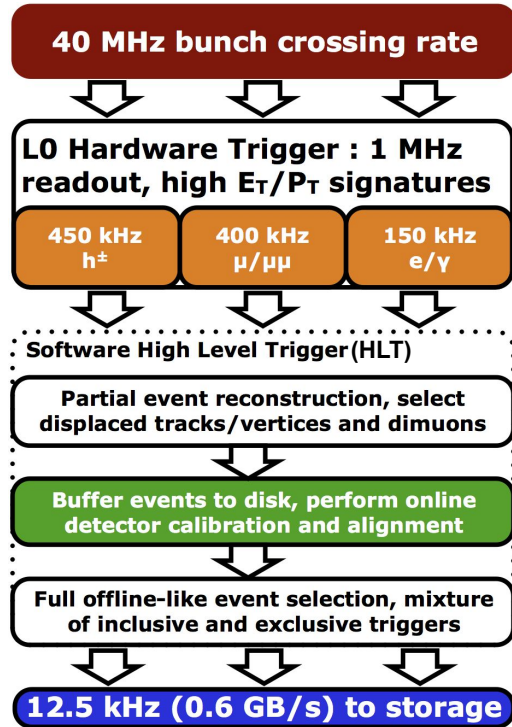 40 MHz bunch crossing rate
L0 Hardware Trigger : 1 MHz
readout, high E_T/P_T signatures
450 kHz
h±
400 kHz
μ/μμ
150 kHz
e/γ
Software High Level Trigger(HLT)
Partial event reconstruction, select
displaced tracks/vertices and dimuons
Buffer events to disk, perform online
detector calibration and alignment
Full offline-like event selection, mixture
of inclusive and exclusive triggers
12.5 kHz (0.6 GB/s) to storage